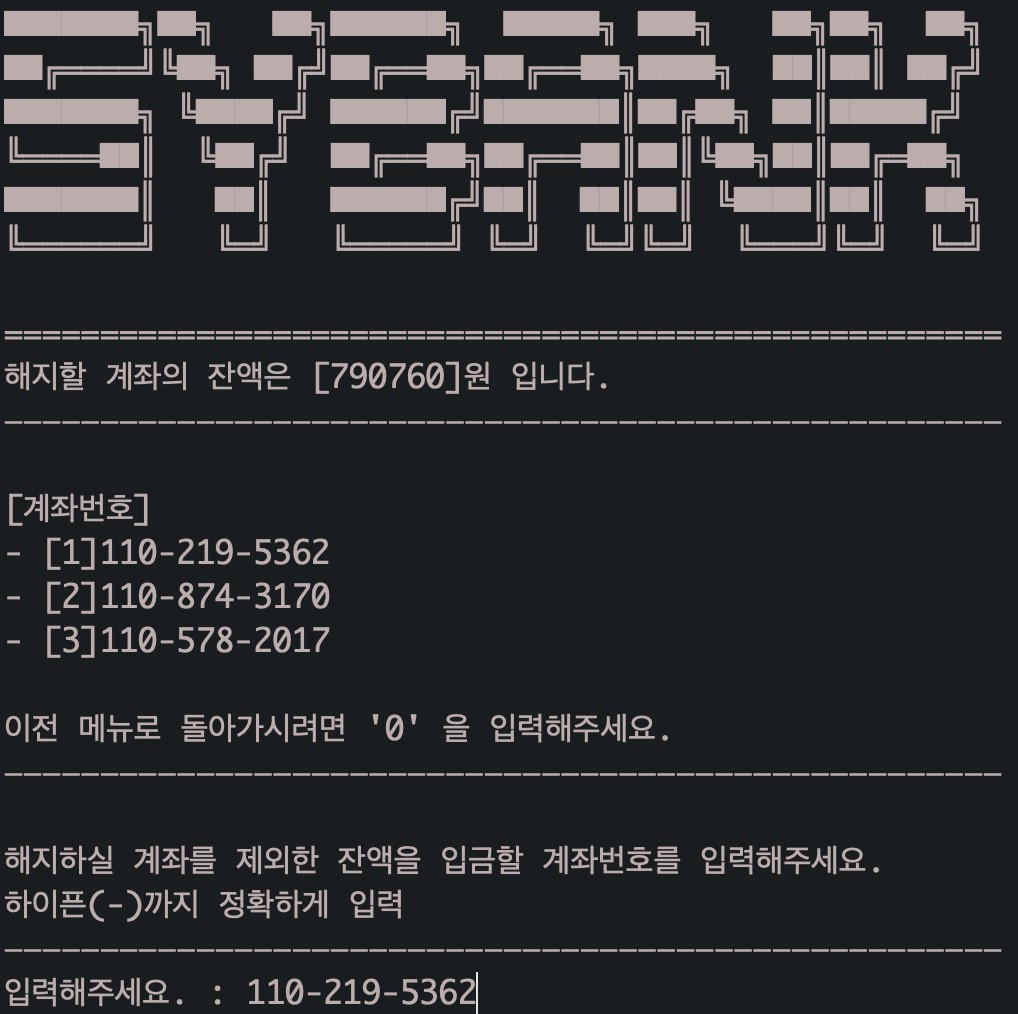 SYBANK
====================================================
해지할 계좌의 잔액은 [790760]원 입니다.
----------------------------------------------------
[계좌번호]
- [1]110-219-5362
- [2]110-874-3170
- [3]110-578-2017
이전 메뉴로 돌아가시려면 '0' 을 입력해주세요.
----------------------------------------------------
해지하실 계좌를 제외한 잔액을 입금할 계좌번호를 입력해주세요.
하이픈(-)까지 정확하게 입력
----------------------------------------------------
입력해주세요. : 110-219-5362